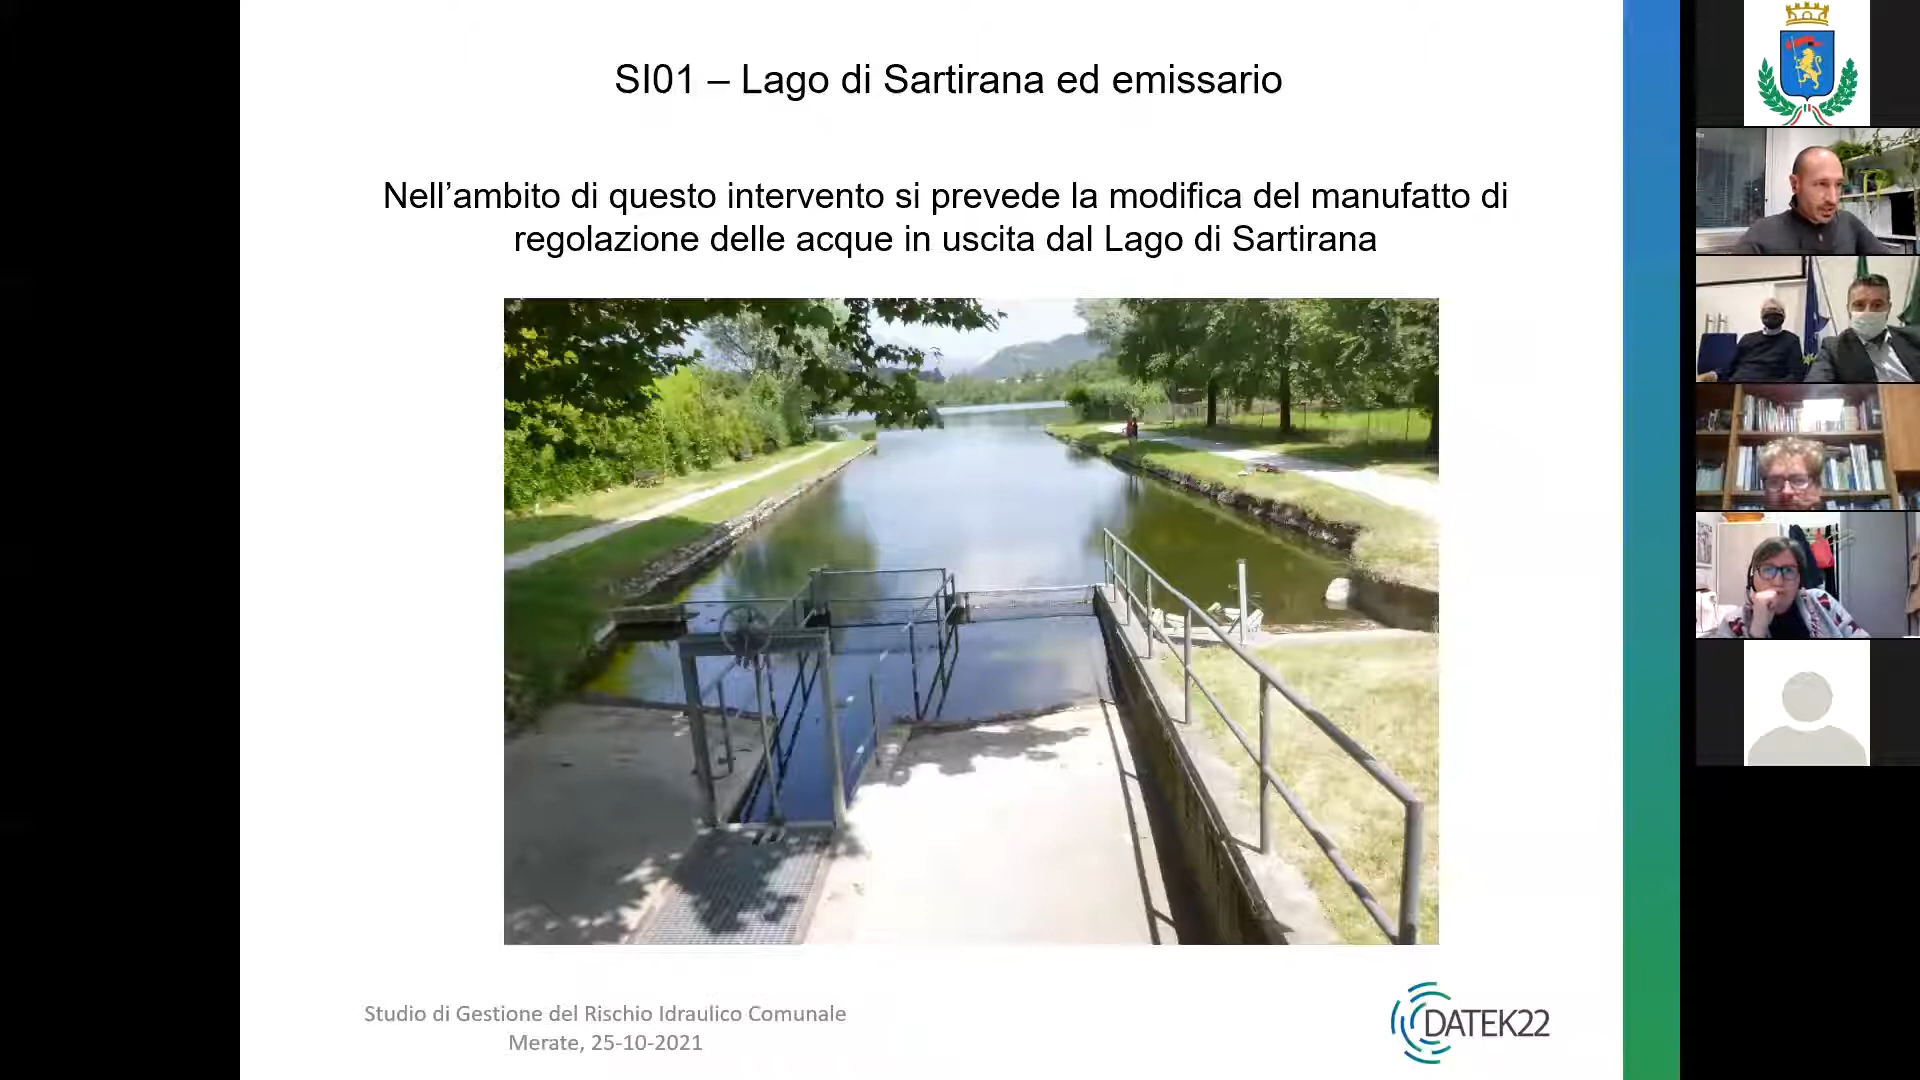 SI01 – Lago di Sartirana ed emissario
Nell’ambito di questo intervento si prevede la modifica del manufatto di
regolazione delle acque in uscita dal Lago di Sartirana
Studio di Gestione del Rischio Idraulico Comunale
Merate, 25-10-2021
DATEK22